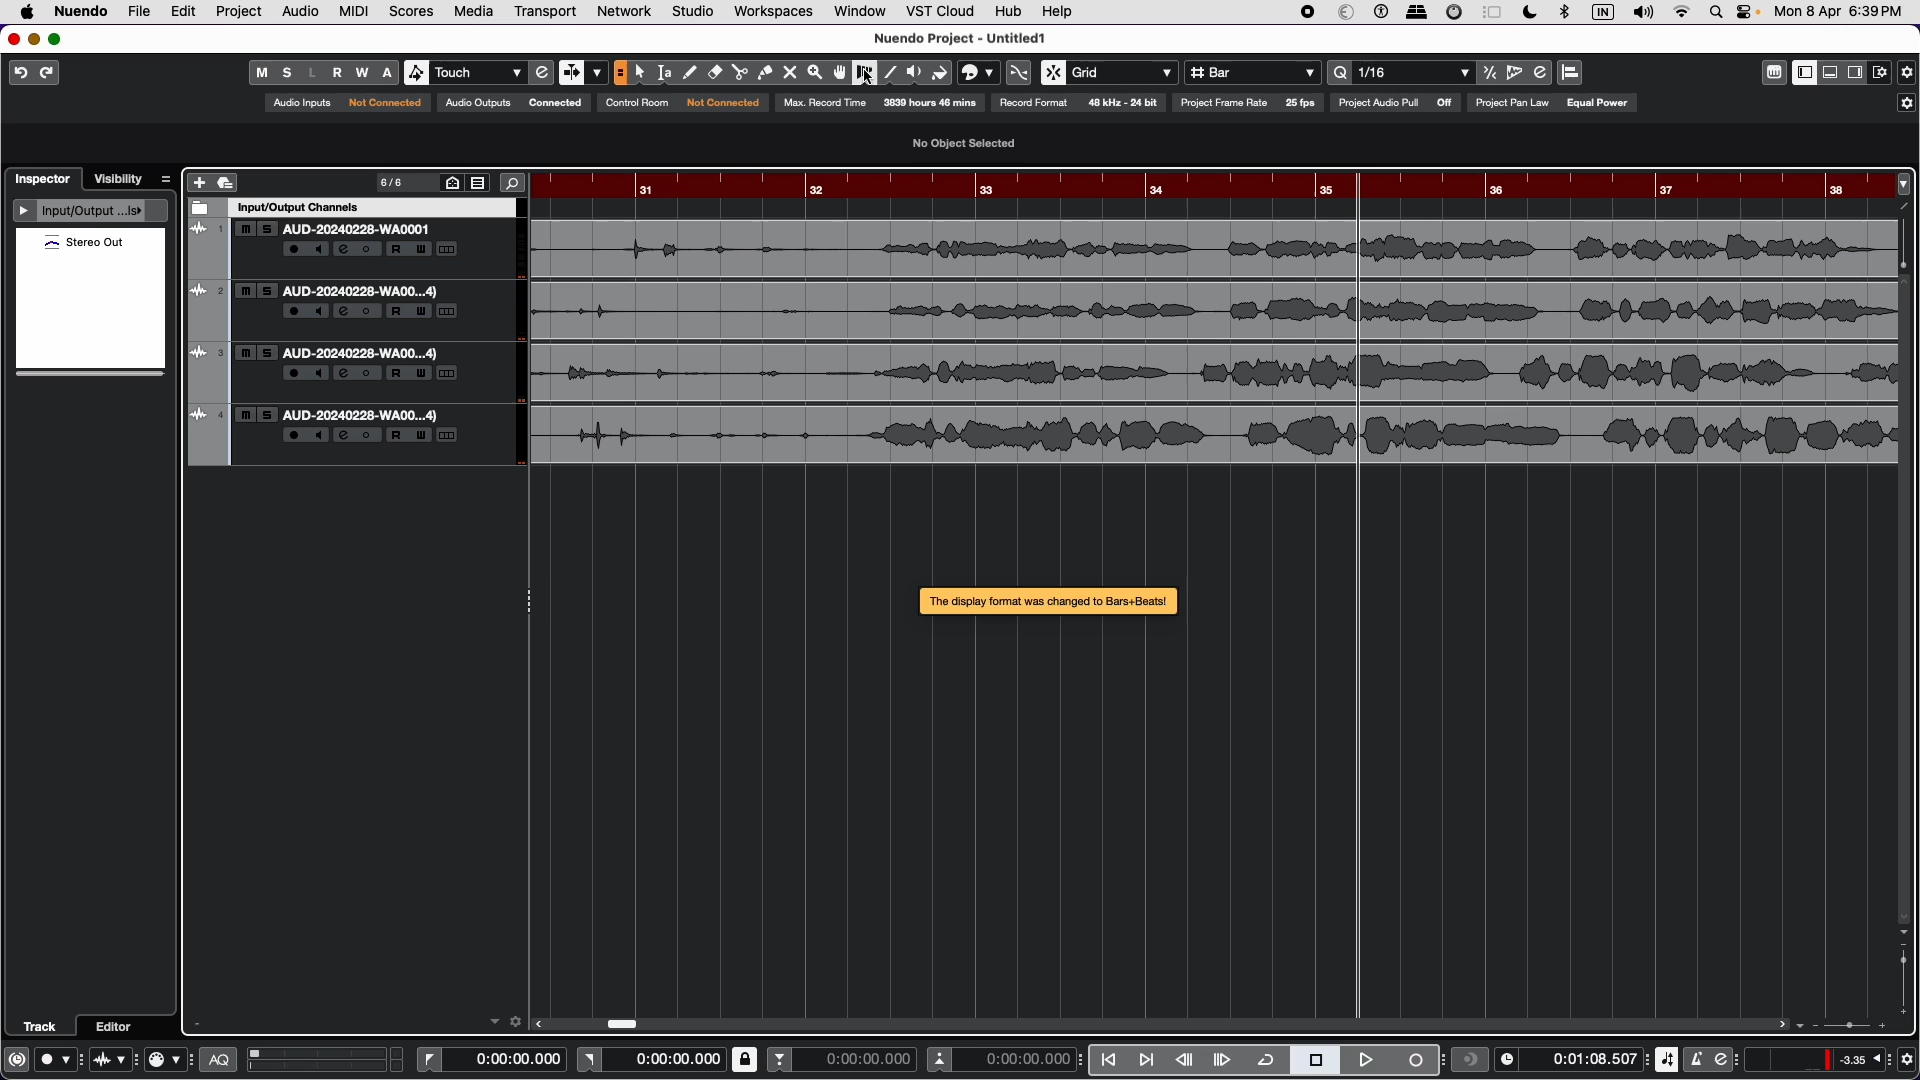 Nuendo File Edit Project Audio MIDI Scores Media Transport Network Studio Workspaces Window VST Cloud Hub Help IN Mon 8 Apr 6:39 PM
Nuendo Project - Untitled1
M S L R W A Touch Grid Bar Q 1/16
Audio Inputs Not Connected Audio Outputs Connected Control Room Not Connected Max. Record Time 3839 hours 46 mins Record Format 48 kHz - 24 bit Project Frame Rate 25 fps Project Audio Pull Off Project Pan Law Equal Power
No Object Selected
Inspector Visibility 6/6
31 32 33 34 35 36 37 38
Input/Output ...ls
Input/Output Channels
Stereo Out
1 m S AUD-20240228-WA0001
e R W
2 m S AUD-20240228-WA00...4)
e R W
3 m S AUD-20240228-WA00...4)
e R W
4 m S AUD-20240228-WA00...4)
e R W
The display format was changed to Bars+Beats!
Track Editor
AQ 0:00:00.000 0:00:00.000 0:00:00.000 0:00:00.000 0:01:08.507 -3.35